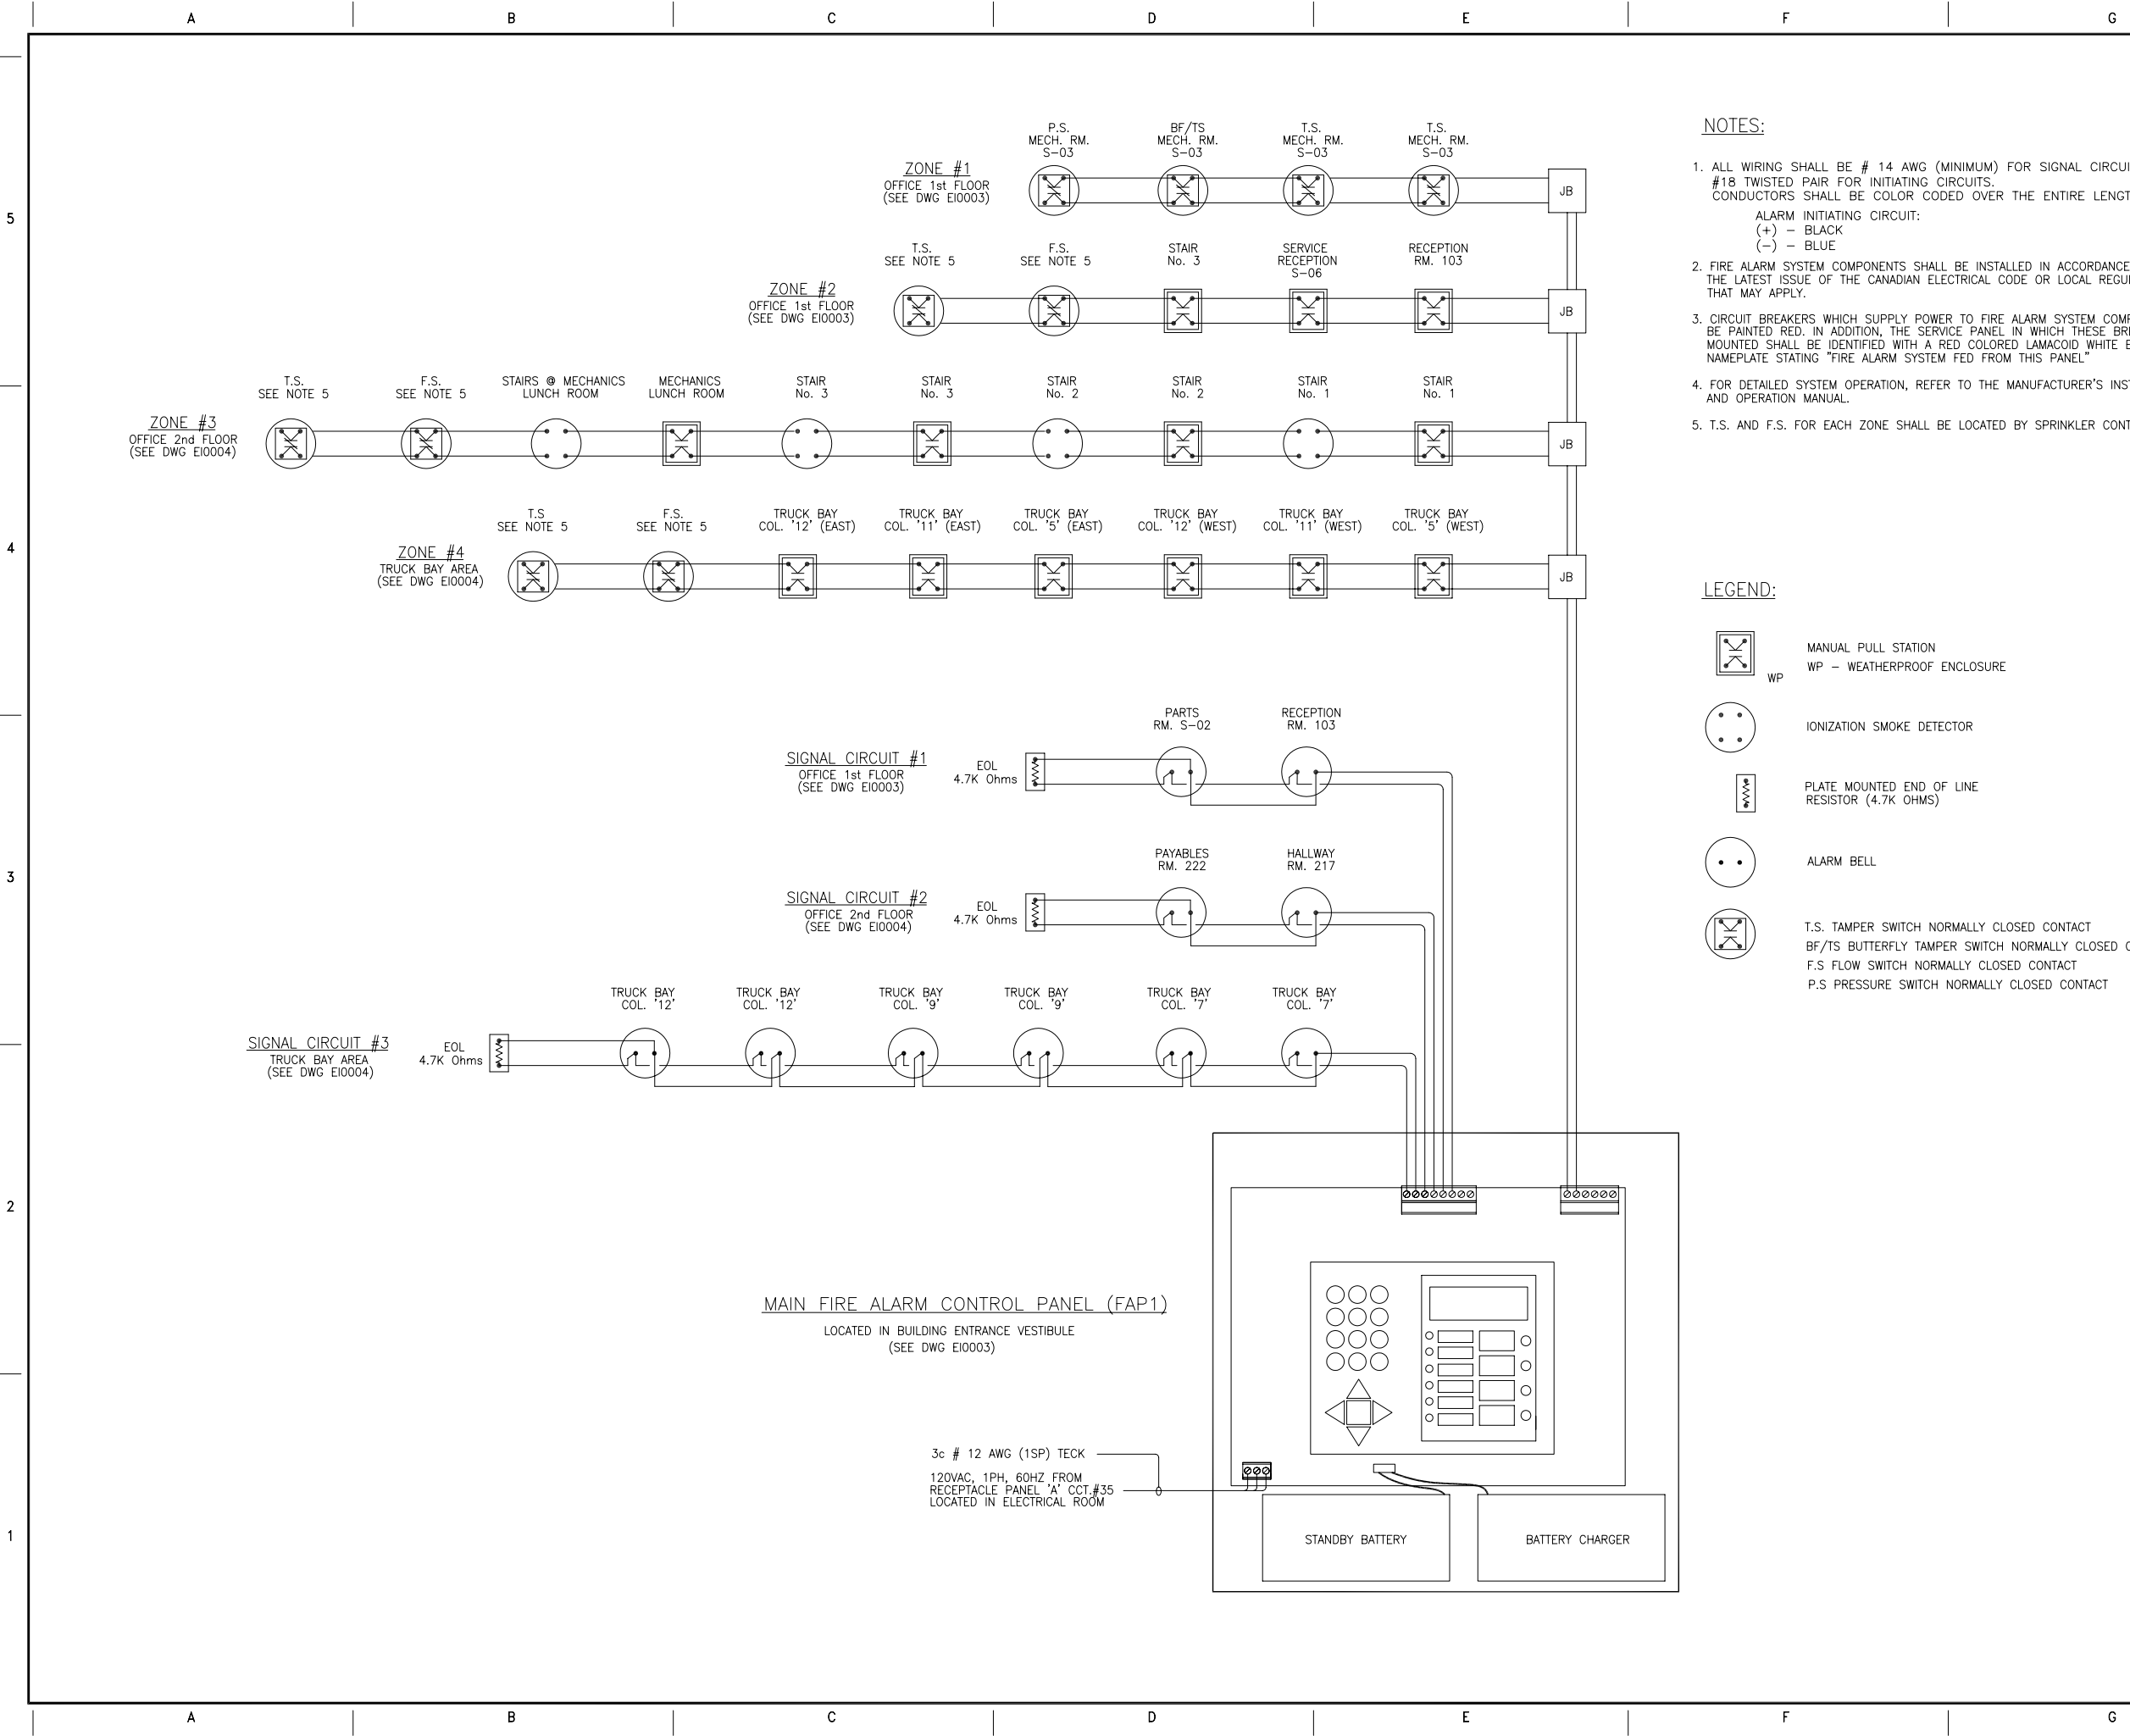 A B C D E F G
5
4
3
2
1
ZONE #1
OFFICE 1st FLOOR
(SEE DWG EI0003)
P.S.
MECH. RM.
S-03
BF/TS
MECH. RM.
S-03
T.S.
MECH. RM.
S-03
T.S.
MECH. RM.
S-03
JB
ZONE #2
OFFICE 1st FLOOR
(SEE DWG EI0003)
T.S.
SEE NOTE 5
F.S.
SEE NOTE 5
STAIR
No. 3
SERVICE
RECEPTION
S-06
RECEPTION
RM. 103
JB
ZONE #3
OFFICE 2nd FLOOR
(SEE DWG EI0004)
T.S.
SEE NOTE 5
F.S.
SEE NOTE 5
STAIRS @ MECHANICS
LUNCH ROOM
MECHANICS
LUNCH ROOM
STAIR
No. 3
STAIR
No. 3
STAIR
No. 2
STAIR
No. 2
STAIR
No. 1
STAIR
No. 1
JB
ZONE #4
TRUCK BAY AREA
(SEE DWG EI0004)
T.S
SEE NOTE 5
F.S.
SEE NOTE 5
TRUCK BAY
COL. '12' (EAST)
TRUCK BAY
COL. '11' (EAST)
TRUCK BAY
COL. '5' (EAST)
TRUCK BAY
COL. '12' (WEST)
TRUCK BAY
COL. '11' (WEST)
TRUCK BAY
COL. '5' (WEST)
JB
SIGNAL CIRCUIT #1
OFFICE 1st FLOOR
(SEE DWG EI0003)
EOL
4.7K Ohms
PARTS
RM. S-02
RECEPTION
RM. 103
SIGNAL CIRCUIT #2
OFFICE 2nd FLOOR
(SEE DWG EI0004)
EOL
4.7K Ohms
PAYABLES
RM. 222
HALLWAY
RM. 217
SIGNAL CIRCUIT #3
TRUCK BAY AREA
(SEE DWG EI0004)
EOL
4.7K Ohms
TRUCK BAY
COL. '12'
TRUCK BAY
COL. '12'
TRUCK BAY
COL. '9'
TRUCK BAY
COL. '9'
TRUCK BAY
COL. '7'
TRUCK BAY
COL. '7'
MAIN FIRE ALARM CONTROL PANEL (FAP1)
LOCATED IN BUILDING ENTRANCE VESTIBULE
(SEE DWG EI0003)
3c # 12 AWG (1SP) TECK
120VAC, 1PH, 60HZ FROM
RECEPTACLE PANEL 'A' CCT.#35
LOCATED IN ELECTRICAL ROOM
STANDBY BATTERY
BATTERY CHARGER
NOTES:
1. ALL WIRING SHALL BE # 14 AWG (MINIMUM) FOR SIGNAL
#18 TWISTED PAIR FOR INITIATING CIRCUITS.
CONDUCTORS SHALL BE COLOR CODED OVER THE ENTIRE
ALARM INITIATING CIRCUIT:
(+) - BLACK
(-) - BLUE
2. FIRE ALARM SYSTEM COMPONENTS SHALL BE INSTALLED IN ACCORDANCE
THE LATEST ISSUE OF THE CANADIAN ELECTRICAL CODE OR LOCAL
THAT MAY APPLY.
3. CIRCUIT BREAKERS WHICH SUPPLY POWER TO FIRE ALARM SYSTEM
BE PAINTED RED. IN ADDITION, THE SERVICE PANEL IN WHICH THESE
MOUNTED SHALL BE IDENTIFIED WITH A RED COLORED LAMACOID WHITE
NAMEPLATE STATING "FIRE ALARM SYSTEM FED FROM THIS PANEL"
4. FOR DETAILED SYSTEM OPERATION, REFER TO THE MANUFACTURER'S
AND OPERATION MANUAL.
5. T.S. AND F.S. FOR EACH ZONE SHALL BE LOCATED BY SPRINKLER
LEGEND:
WP
MANUAL PULL STATION
WP - WEATHERPROOF ENCLOSURE
IONIZATION SMOKE DETECTOR
PLATE MOUNTED END OF LINE
RESISTOR (4.7K OHMS)
ALARM BELL
T.S. TAMPER SWITCH NORMALLY CLOSED CONTACT
BF/TS BUTTERFLY TAMPER SWITCH NORMALLY CLOSED
F.S FLOW SWITCH NORMALLY CLOSED CONTACT
P.S PRESSURE SWITCH NORMALLY CLOSED CONTACT
A B C D E F G